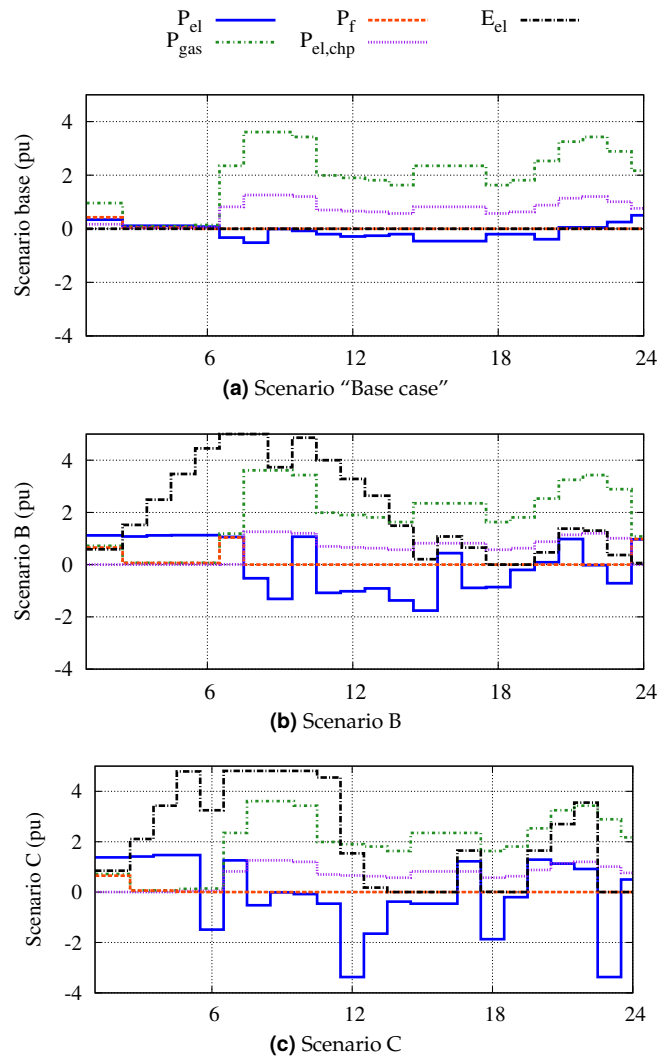 P_el P_f E_el
P_gas P_el,chp
Scenario base (pu)
4
2
0
-2
-4
6 12 18 24
(a) Scenario “Base case”
Scenario B (pu)
4
2
0
-2
-4
6 12 18 24
(b) Scenario B
Scenario C (pu)
4
2
0
-2
-4
6 12 18 24
(c) Scenario C